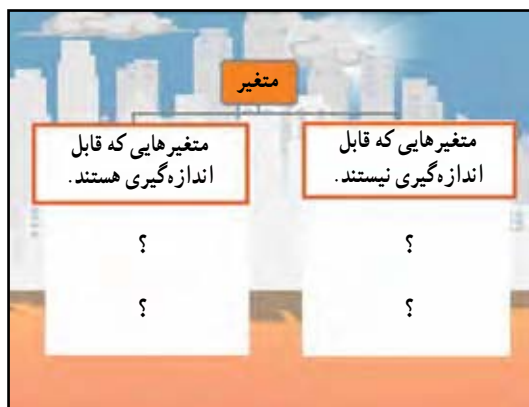 متغیر
متغیرهایی که قابل
اندازه‌گیری نیستند.
؟
؟
متغیرهایی که قابل
اندازه‌گیری هستند.
؟
؟